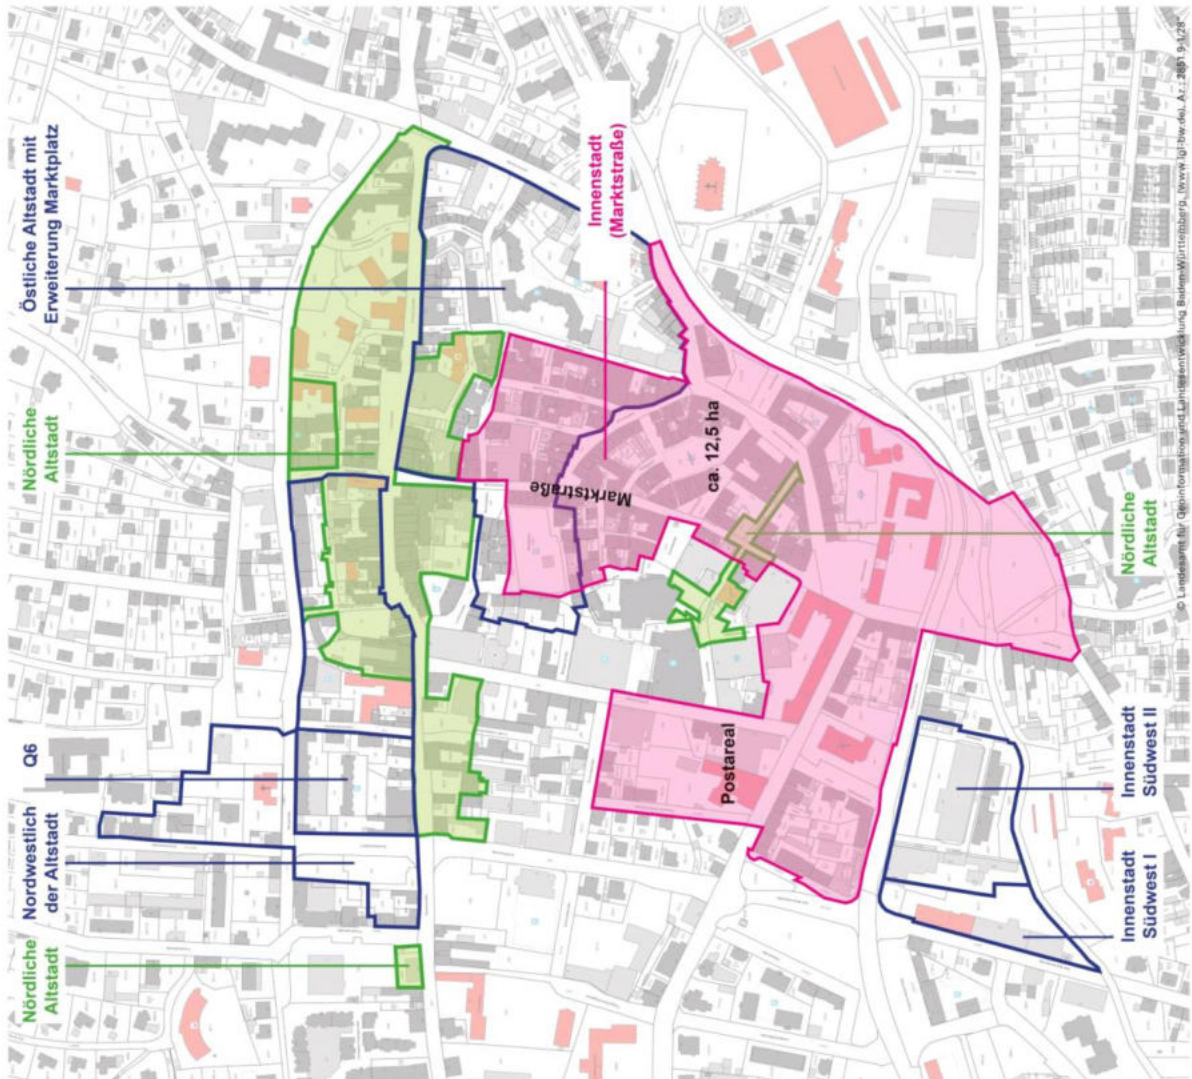 Nördliche
Altstadt
Nordwestlich
der Altstadt
Q6
Nördliche
Altstadt
Östliche Altstadt mit
Erweiterung Marktplatz
Innenstadt
(Marktstraße)
Marktstraße
ca. 12,5 ha
Postareal
Innenstadt
Südwest I
Innenstadt
Südwest II
Nördliche
Altstadt
© Landesamt für Geoinformation und Landesentwicklung Baden-Württemberg, (www.lgl-bw.de), Az.: 2851.9-1/28"